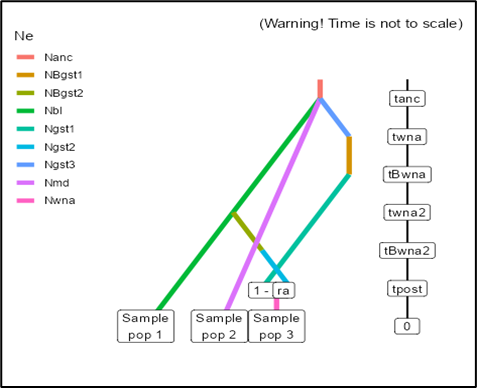 (Warning! Time is not to scale)
Ne
Nanc
NBgst1
NBgst2
Nbl
Ngst1
Ngst2
Ngst3
Nmd
Nwna
tanc
twna
tBwna
twna2
tBwna2
tpost
0
1 - ra
Sample
pop 1
Sample
pop 2
Sample
pop 3